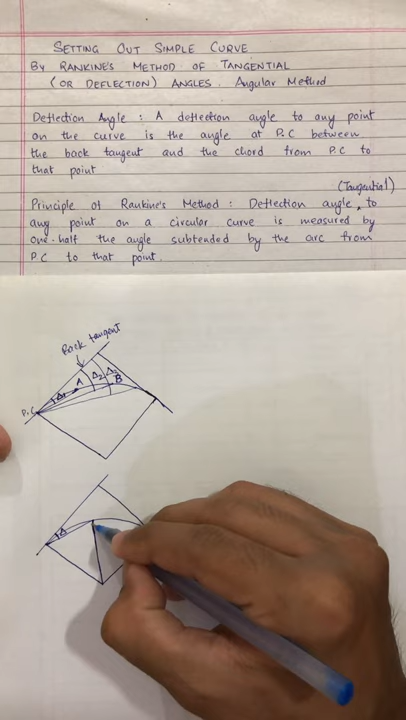 SETTING OUT SIMPLE CURVE
BY RANKINE'S METHOD OF TANGENTIAL
(OR DEFLECTION) ANGLES. Angular Method
Deflection Angle : A deflection angle to any point
on the curve is the angle at P.C between
the back tangent and the chord from P.C to
that point
(Tangential)
Principle of Rankine's Method : Deflection angle, to
any point on a circular curve is measured by
one-half the angle subtended by the arc from
P.C to that point.
Back tangent
A Δ2 Δ3
B
P.C Δ1
Δ